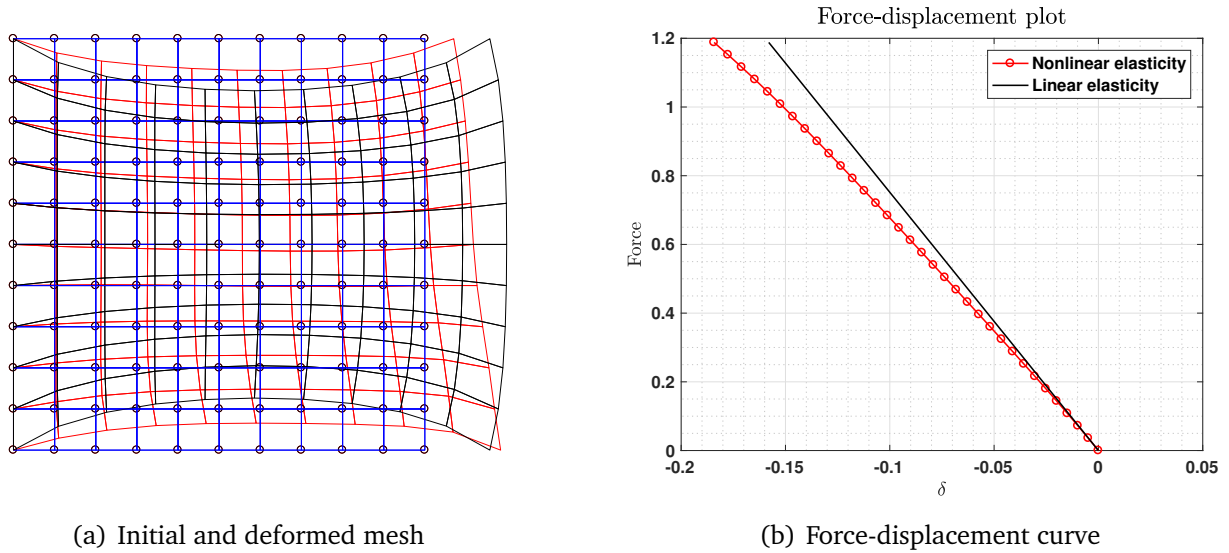 Force-displacement plot
1.2
1
0.8
0.6
0.4
0.2
0
Force
Nonlinear elasticity
Linear elasticity
-0.2 -0.15 -0.1 -0.05 0 0.05
δ
(a) Initial and deformed mesh
(b) Force-displacement curve